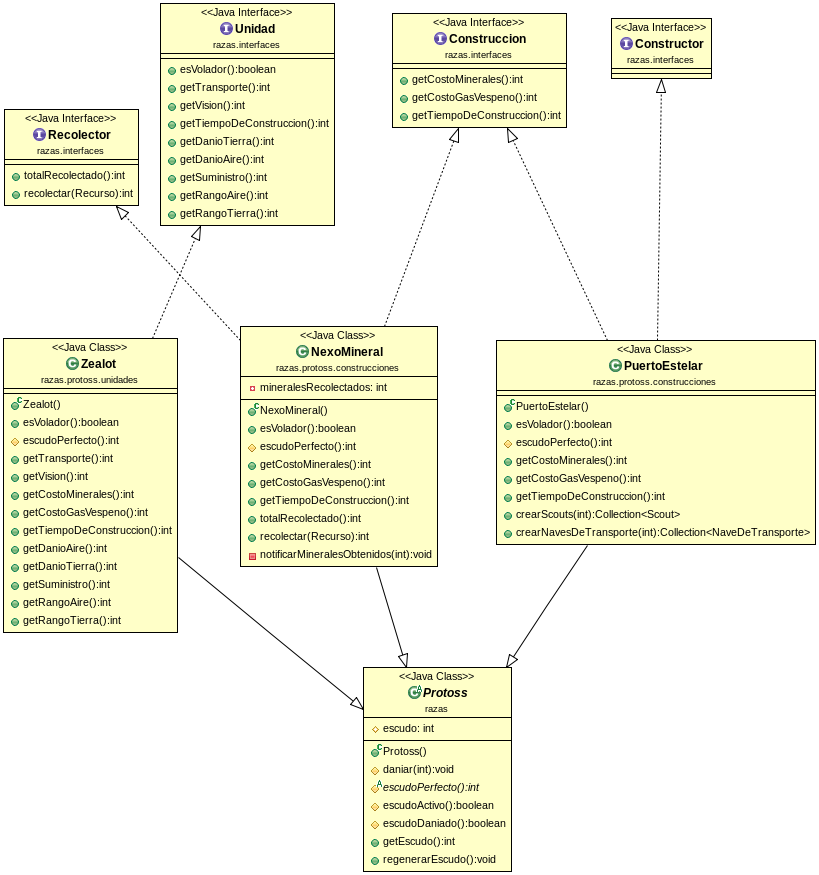 <<Java Interface>>
Unidad
razas.interfaces
esVolador():boolean
getTransporte():int
getVision():int
getTiempoDeConstruccion():int
getDanioTierra():int
getDanioAire():int
getSuministro():int
getRangoAire():int
getRangoTierra():int
<<Java Interface>>
Construccion
razas.interfaces
getCostoMinerales():int
getCostoGasVespeno():int
getTiempoDeConstruccion():int
<<Java Interface>>
Constructor
razas.interfaces
<<Java Interface>>
Recolector
razas.interfaces
totalRecolectado():int
recolectar(Recurso):int
<<Java Class>>
Zealot
razas.protoss.unidades
Zealot()
esVolador():boolean
escudoPerfecto():int
getTransporte():int
getVision():int
getCostoMinerales():int
getCostoGasVespeno():int
getTiempoDeConstruccion():int
getDanioAire():int
getDanioTierra():int
getSuministro():int
getRangoAire():int
getRangoTierra():int
<<Java Class>>
NexoMineral
razas.protoss.construcciones
mineralesRecolectados: int
NexoMineral()
esVolador():boolean
escudoPerfecto():int
getCostoMinerales():int
getCostoGasVespeno():int
getTiempoDeConstruccion():int
totalRecolectado():int
recolectar(Recurso):int
notificarMineralesObtenidos(int):void
<<Java Class>>
PuertoEstelar
razas.protoss.construcciones
PuertoEstelar()
esVolador():boolean
escudoPerfecto():int
getCostoMinerales():int
getCostoGasVespeno():int
getTiempoDeConstruccion():int
crearScouts(int):Collection<Scout>
crearNavesDeTransporte(int):Collection<NaveDeTransporte>
<<Java Class>>
Protoss
razas
escudo: int
Protoss()
daniar(int):void
escudoPerfecto():int
escudoActivo():boolean
escudoDaniado():boolean
getEscudo():int
regenerarEscudo():void